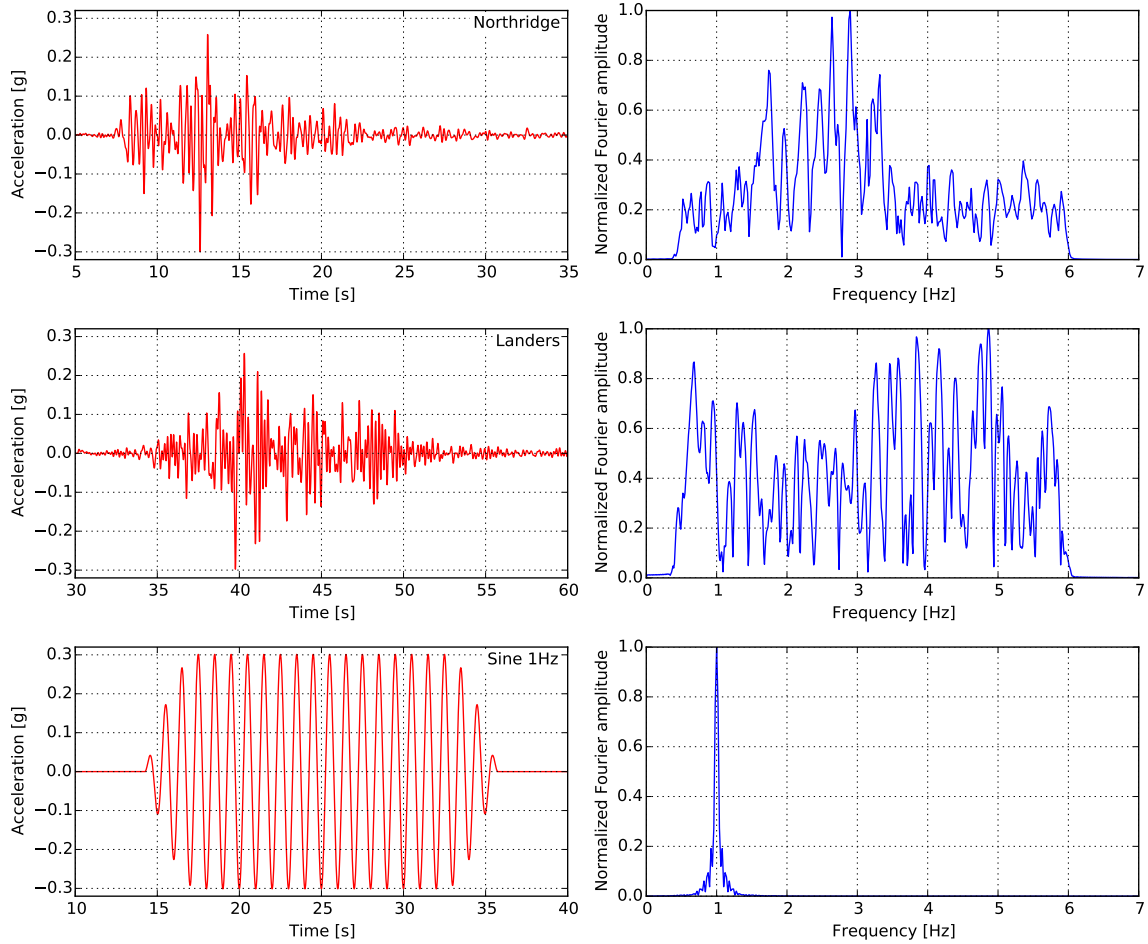 Northridge
0.3
0.2
0.1
0.0
−0.1
−0.2
−0.3
Acceleration [g]
5 10 15 20 25 30 35
Time [s]
1.0
0.8
0.6
0.4
0.2
0.0
Normalized Fourier amplitude
0 1 2 3 4 5 6 7
Frequency [Hz]
Landers
0.3
0.2
0.1
0.0
−0.1
−0.2
−0.3
Acceleration [g]
30 35 40 45 50 55 60
Time [s]
1.0
0.8
0.6
0.4
0.2
0.0
Normalized Fourier amplitude
0 1 2 3 4 5 6 7
Frequency [Hz]
Sine 1Hz
0.3
0.2
0.1
0.0
−0.1
−0.2
−0.3
Acceleration [g]
10 15 20 25 30 35 40
Time [s]
1.0
0.8
0.6
0.4
0.2
0.0
Normalized Fourier amplitude
0 1 2 3 4 5 6 7
Frequency [Hz]